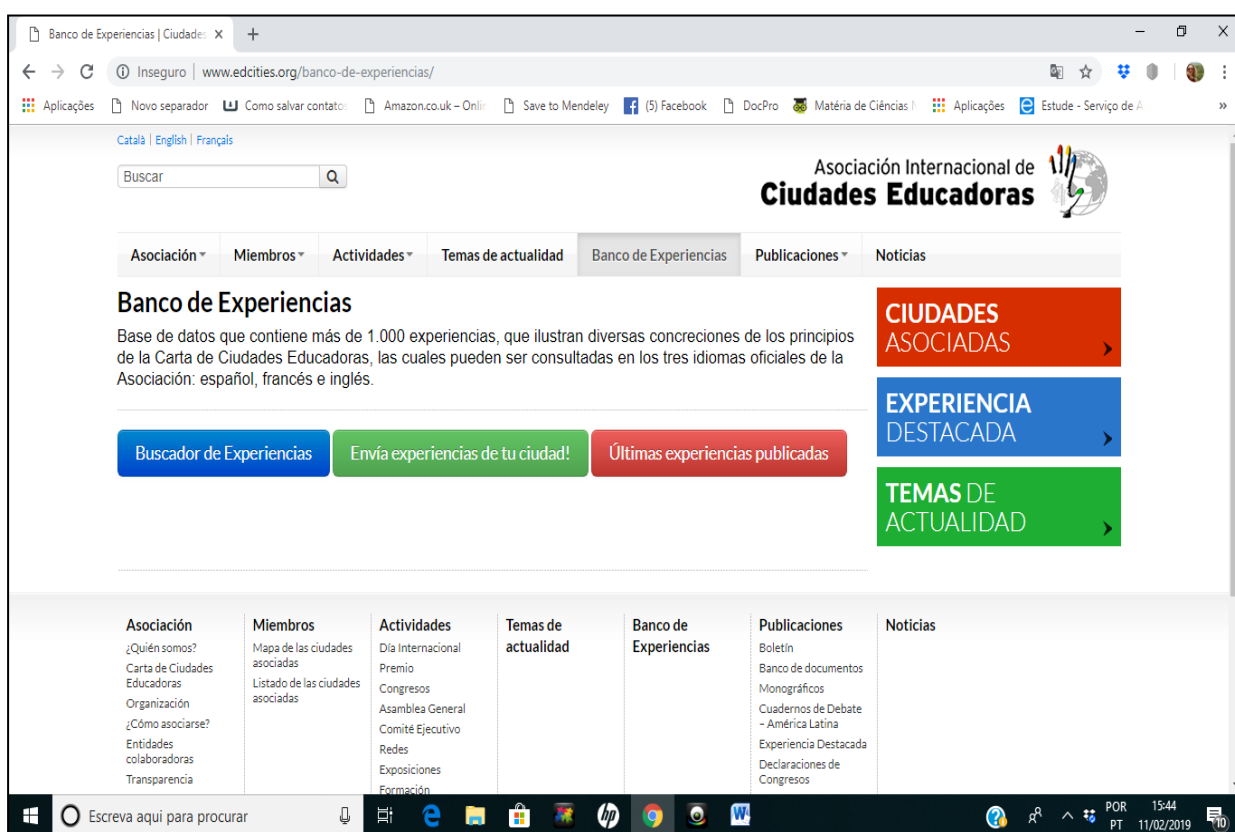 Banco de Experiencias | Ciudades
Inseguro | www.edcities.org/banco-de-experiencias/
Aplicações Novo separador Como salvar contato Amazon.co.uk – Onlin Save to Mendeley (5) Facebook DocPro Matéria de Ciências Aplicações Estude - Serviço de A »
Català | English | Français
Buscar
Asociación Internacional de
Ciudades Educadoras
Asociación Miembros Actividades Temas de actualidad Banco de Experiencias Publicaciones Noticias
Banco de Experiencias
Base de datos que contiene más de 1.000 experiencias, que ilustran diversas concreciones de los principios
de la Carta de Ciudades Educadoras, las cuales pueden ser consultadas en los tres idiomas oficiales de la
Asociación: español, francés e inglés.
Buscador de Experiencias Envía experiencias de tu ciudad! Últimas experiencias publicadas
CIUDADES
ASOCIADAS
EXPERIENCIA
DESTACADA
TEMAS DE
ACTUALIDAD
Asociación
¿Quién somos?
Carta de Ciudades
Educadoras
Organización
¿Cómo asociarse?
Entidades
colaboradoras
Transparencia
Miembros
Mapa de las ciudades
asociadas
Listado de las ciudades
asociadas
Actividades
Día Internacional
Premio
Congresos
Asamblea General
Comité Ejecutivo
Redes
Exposiciones
Formación
Temas de
actualidad
Banco de
Experiencias
Publicaciones
Boletín
Banco de documentos
Monográficos
Cuadernos de Debate
– América Latina
Experiencia Destacada
Declaraciones de
Congresos
Noticias
Escreva aqui para procurar
hp
W
POR
PT
15:44
11/02/2019
10